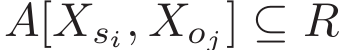 A[X_{s_i}, X_{o_j}] ⊆ R